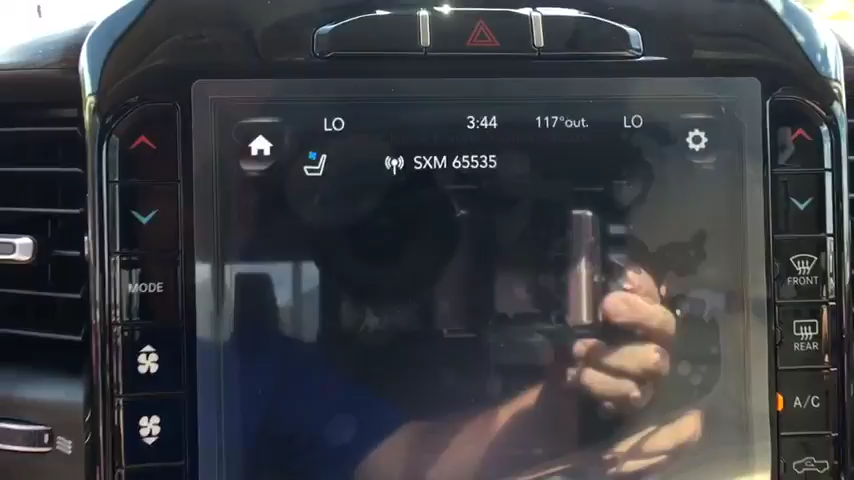 LO 3:44 117°out. LO
SXM 65535
MODE
FRONT
REAR
A/C